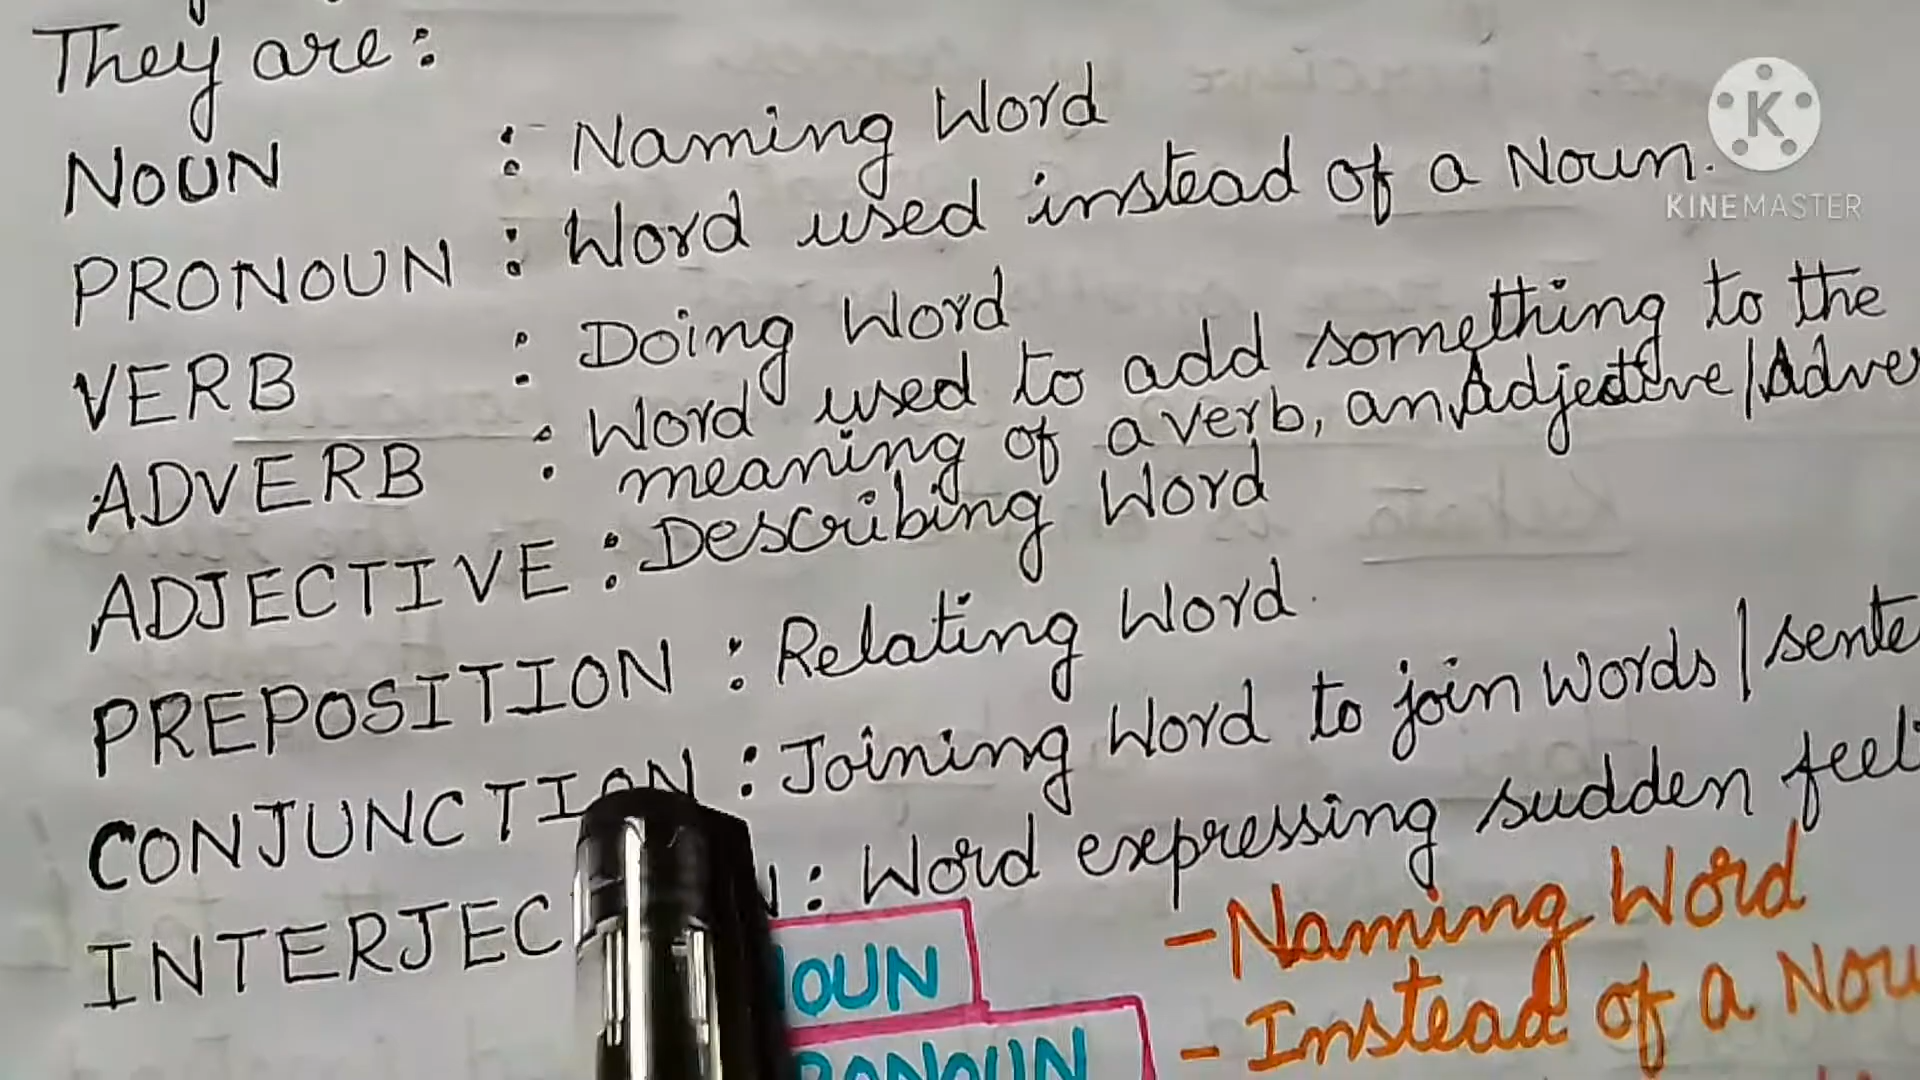 They are:
NOUN : Naming Word
PRONOUN : Word used instead of a Noun.
VERB : Doing Word
ADVERB : Word used to add something to the
meaning of a verb, an Adjective/Adver
ADJECTIVE : Describing Word
PREPOSITION : Relating Word
CONJUNCTION : Joining Word to join words/sente
INTERJEC N : Word expressing sudden feel
OUN - Naming Word
RONOUN - Instead of a Nou
K
KINEMASTER